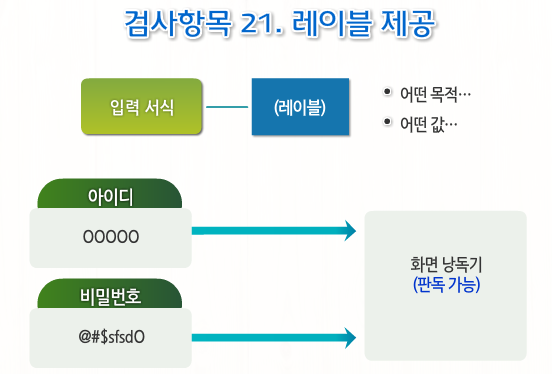 검사항목 21. 레이블 제공
입력 서식
(레이블)
• 어떤 목적…
• 어떤 값…
아이디
OOOOO
비밀번호
@#$sfsdO
화면 낭독기
(판독 가능)